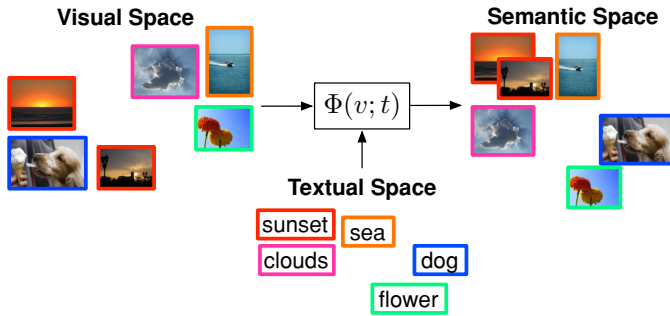 Visual Space
Semantic Space
Φ(v; t)
Textual Space
sunset
sea
clouds
dog
flower